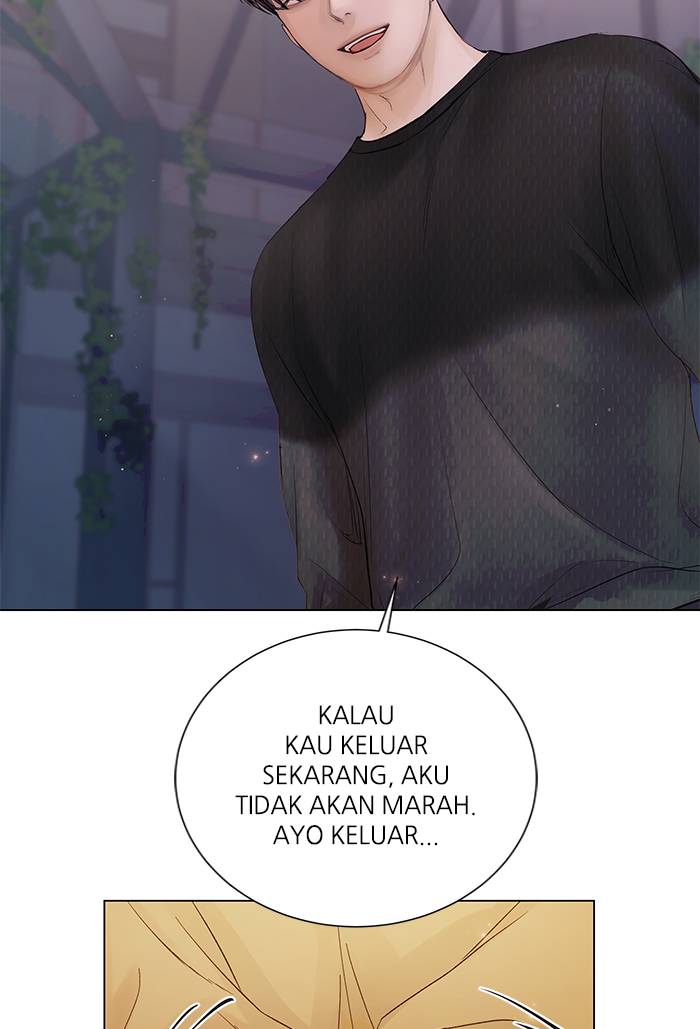 KALAU
KAU KELUAR
SEKARANG, AKU
TIDAK AKAN MARAH.
AYO KELUAR...